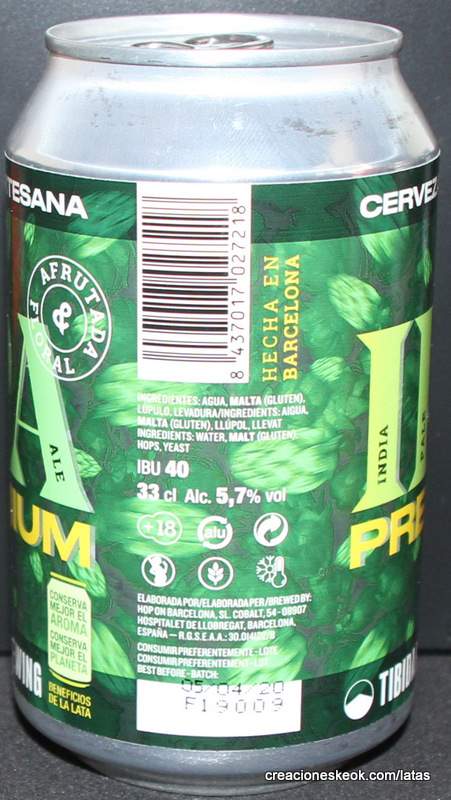 TESANA
CERVEZ
AFRUTADA
& FLORAL
8 437017 027218
HECHA EN
BARCELONA
A
ALE
INDIA
PALE
I
IUM
PRE
INGREDIENTES: AGUA, MALTA (GLUTEN),
LÚPULO, LEVADURA/INGREDIENTS: AIGUA,
MALTA (GLUTEN), LLÚPOL, LLEVAT
INGREDIENTS: WATER, MALT (GLUTEN)
HOPS, YEAST
IBU 40
33 cl Alc. 5,7% vol
+18
alu
ELABORADA POR/ELABORADA PER/BREWED BY:
HOP ON BARCELONA, SL. COBALT, 54 - 08907
HOSPITALET DE LLOBREGAT, BARCELONA.
ESPAÑA – R.G.S.E.A.A.:
CONSUMIR PREFERENTEMENTE - LOTE
CONSUMIR PREFERENTEMENT - LOT
BEST BEFORE - BATCH:
05/04/20
F19009
CONSERVA
MEJOR EL
AROMA
CONSERVA
MEJOR EL
PLANETA
BENEFICIOS
DE LA LATA
WING
TIBID
creacioneskeok.com/latas